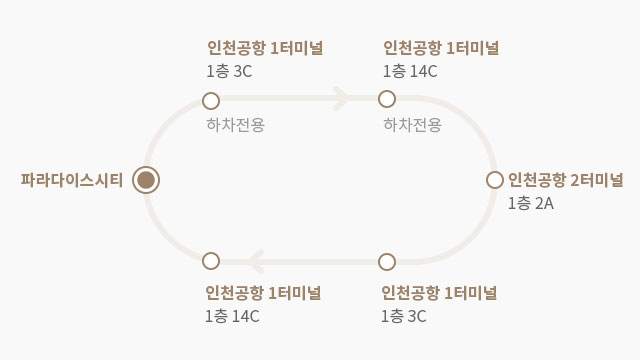 인천공항 1터미널
1층 3C
하차전용
인천공항 1터미널
1층 14C
하차전용
파라다이스시티
인천공항 2터미널
1층 2A
인천공항 1터미널
1층 14C
인천공항 1터미널
1층 3C